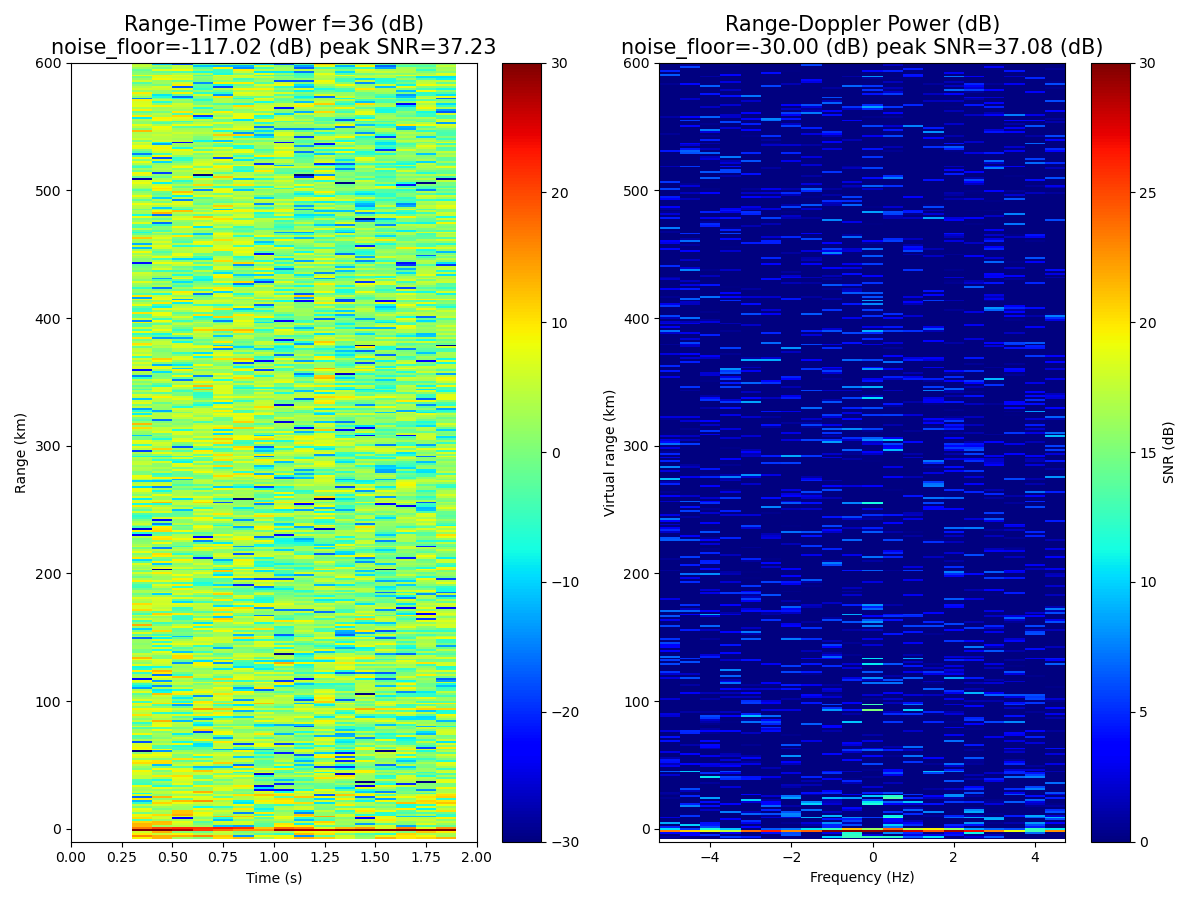 Range-Time Power f=36 (dB)
noise_floor=-117.02 (dB) peak SNR=37.23
Range-Doppler Power (dB)
noise_floor=-30.00 (dB) peak SNR=37.08 (dB)
Range (km)
600
500
400
300
200
100
0
0.00 0.25 0.50 0.75 1.00 1.25 1.50 1.75 2.00
Time (s)
30
20
10
0
−10
−20
−30
Virtual range (km)
600
500
400
300
200
100
0
−4 −2 0 2 4
Frequency (Hz)
30
25
20
15
10
5
0
SNR (dB)